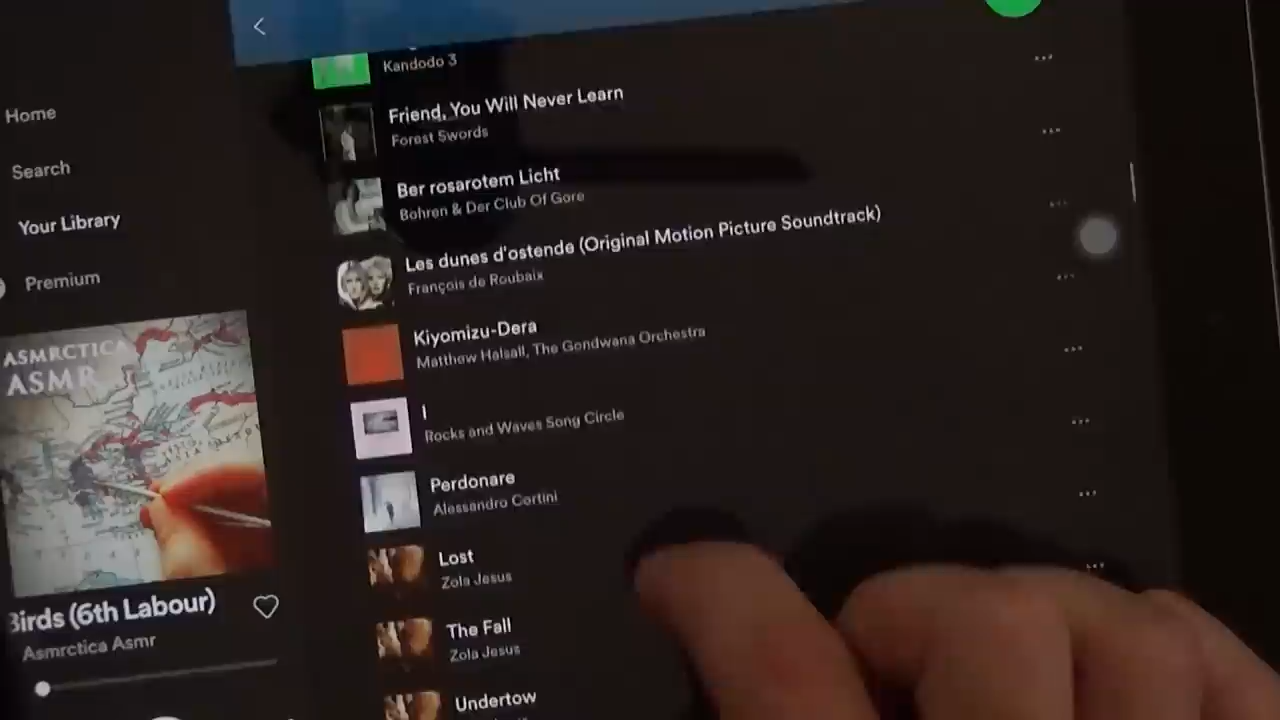 Home
Search
Your Library
Premium
ASMRCTICA
ASMR
Birds (6th Labour)
Asmrctica Asmr
Kandodo 3
Friend, You Will Never Learn
Forest Swords
Ber rosarotem Licht
Bohren & Der Club Of Gore
Les dunes d'ostende (Original Motion Picture Soundtrack)
François de Roubaix
Kiyomizu-Dera
Matthew Halsall, The Gondwana Orchestra
I
Rocks and Waves Song Circle
Perdonare
Alessandro Cortini
Lost
Zola Jesus
The Fall
Zola Jesus
Undertow